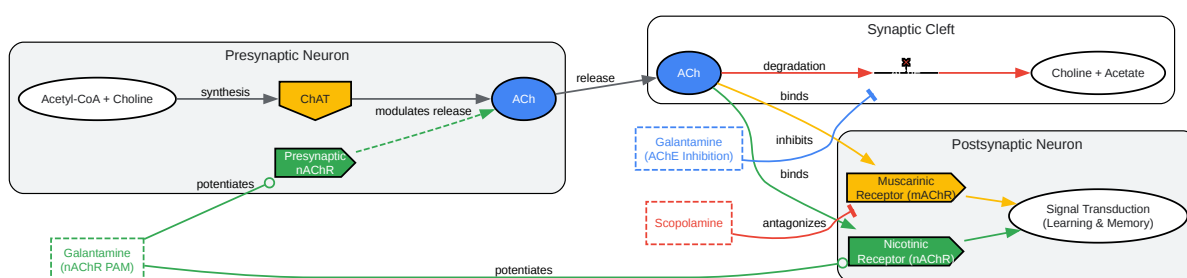 Presynaptic Neuron
Acetyl-CoA + Choline
synthesis
ChAT
modulates release
ACh
Presynaptic
nAChR
potentiates
release
Synaptic Cleft
ACh
degradation
Choline + Acetate
binds
Galantamine
(AChE Inhibition)
inhibits
binds
Postsynaptic Neuron
Muscarinic
Receptor (mAChR)
Scopolamine
antagonizes
Signal Transduction
(Learning & Memory)
Nicotinic
Receptor (nAChR)
Galantamine
(nAChR PAM)
potentiates